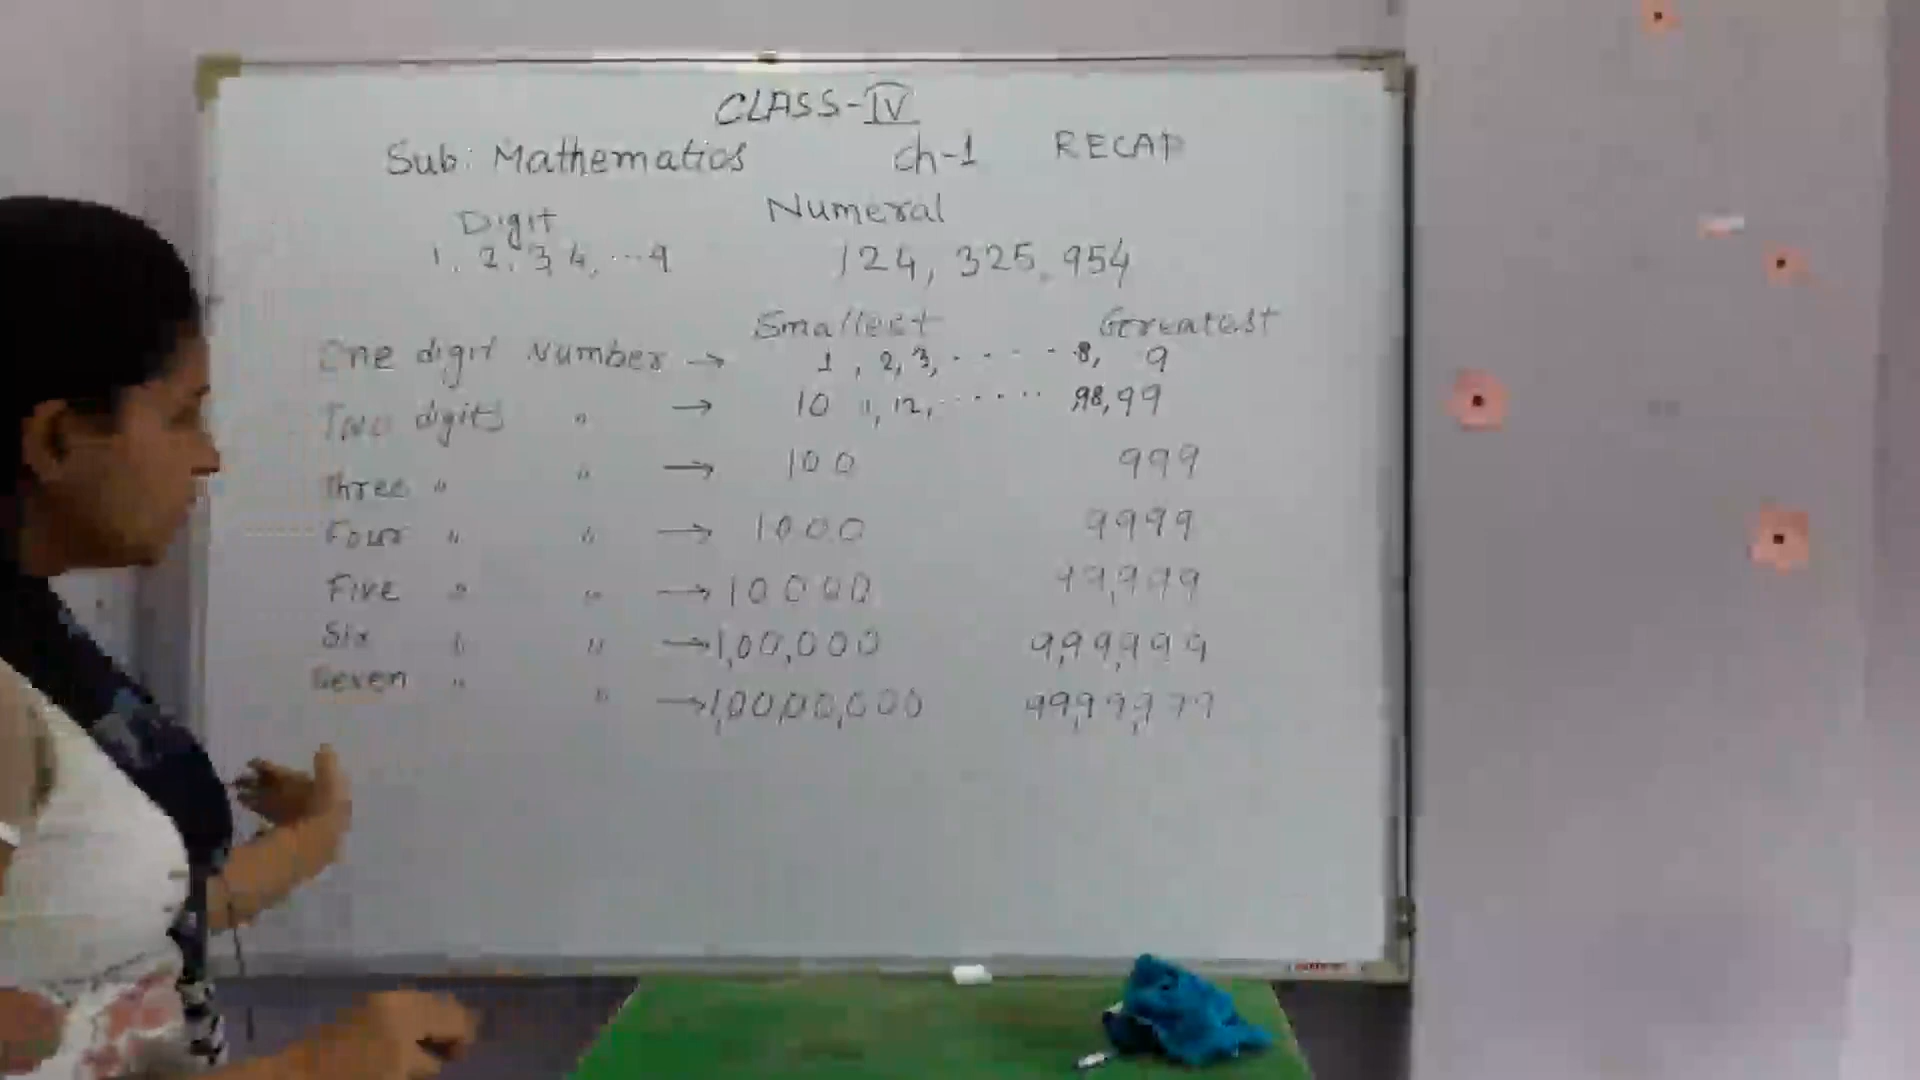 CLASS-IV
Sub: Mathematics ch-1 RECAP
Digit Numeral
1, 2, 3, 4, ...9 124, 325, 954
Smallest Greatest
One digit Number → 1, 2, 3, ..... 8, 9
Two digits " → 10 11, 12, ...... ,98, 99
Three " " → 100 999
Four " " → 1000 9999
Five " " → 10000 99,999
Six " " → 1,00,000 9,99,999
Seven " " → 1,00,00,000 99,99,999